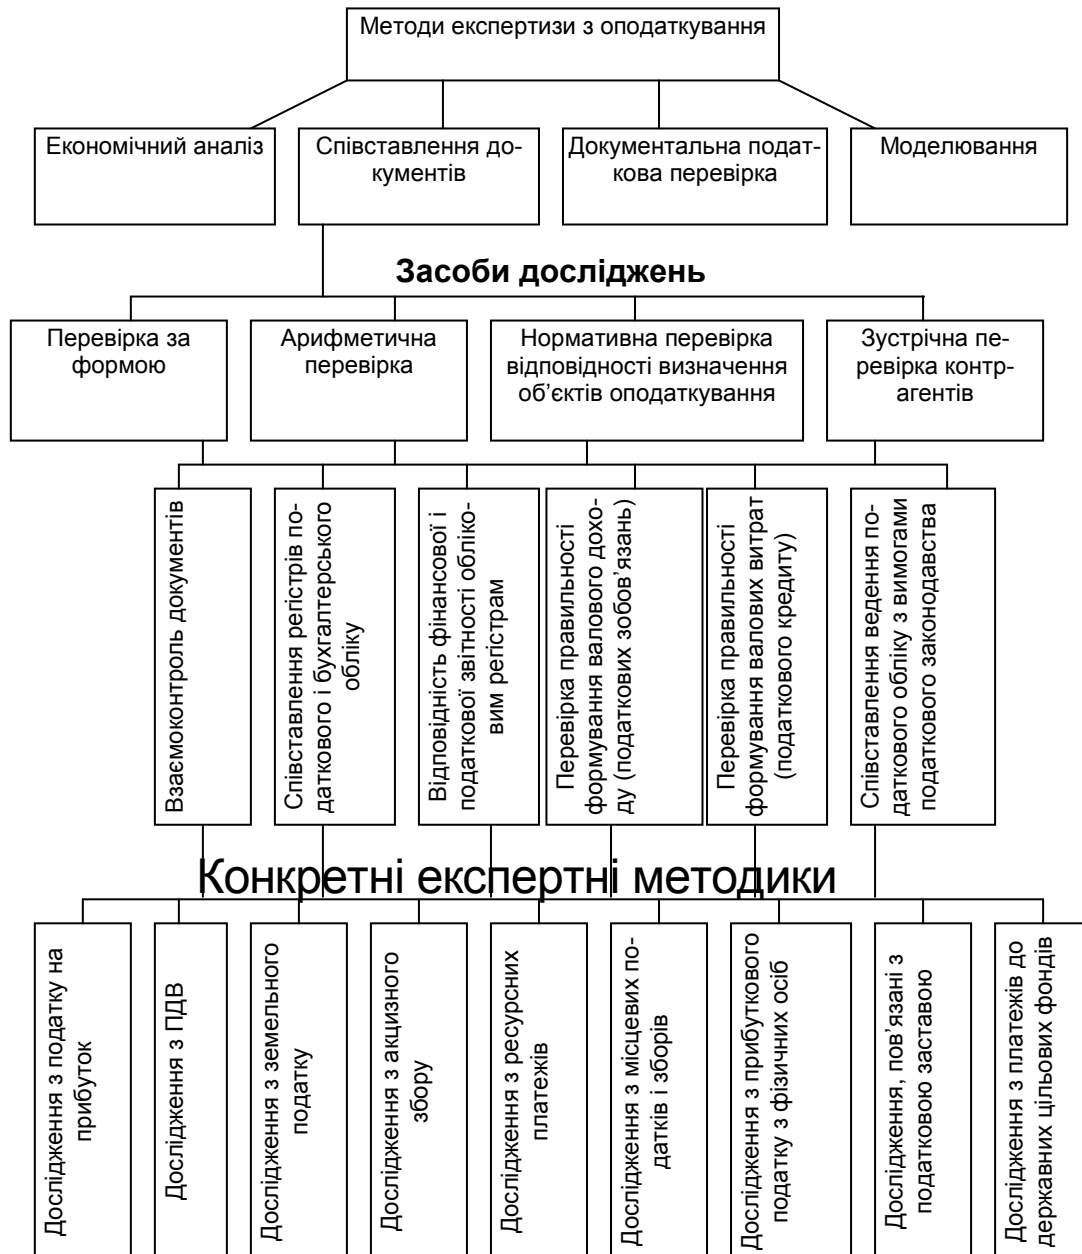 Методи експертизи з оподаткування
Економічний аналіз
Співставлення до-
кументів
Документальна подат-
кова перевірка
Моделювання
Засоби досліджень
Перевірка за
формою
Арифметична
перевірка
Нормативна перевірка
відповідності визначення
об’єктів оподаткування
Зустрічна пе-
ревірка контр-
агентів
Взаємоконтроль документів
Співставлення регістрів по-
даткового і бухгалтерського
обліку
Відповідність фінансової і
податкової звітності обліко-
вим регістрам
Перевірка правильності
формування валового дохо-
ду (податкових зобов’язань)
Перевірка правильності
формування валових витрат
(податкового кредиту)
Співставлення ведення по-
даткового обліку з вимогами
податкового законодавства
Конкретні експертні методики
Дослідження з податку на
прибуток
Дослідження з ПДВ
Дослідження з земельного
податку
Дослідження з акцизного
збору
Дослідження з ресурсних
платежів
Дослідження з місцевих по-
датків і зборів
Дослідження з прибуткового
податку з фізичних осіб
Дослідження, пов’язані з
податковою заставою
Дослідження з платежів до
державних цільових фондів